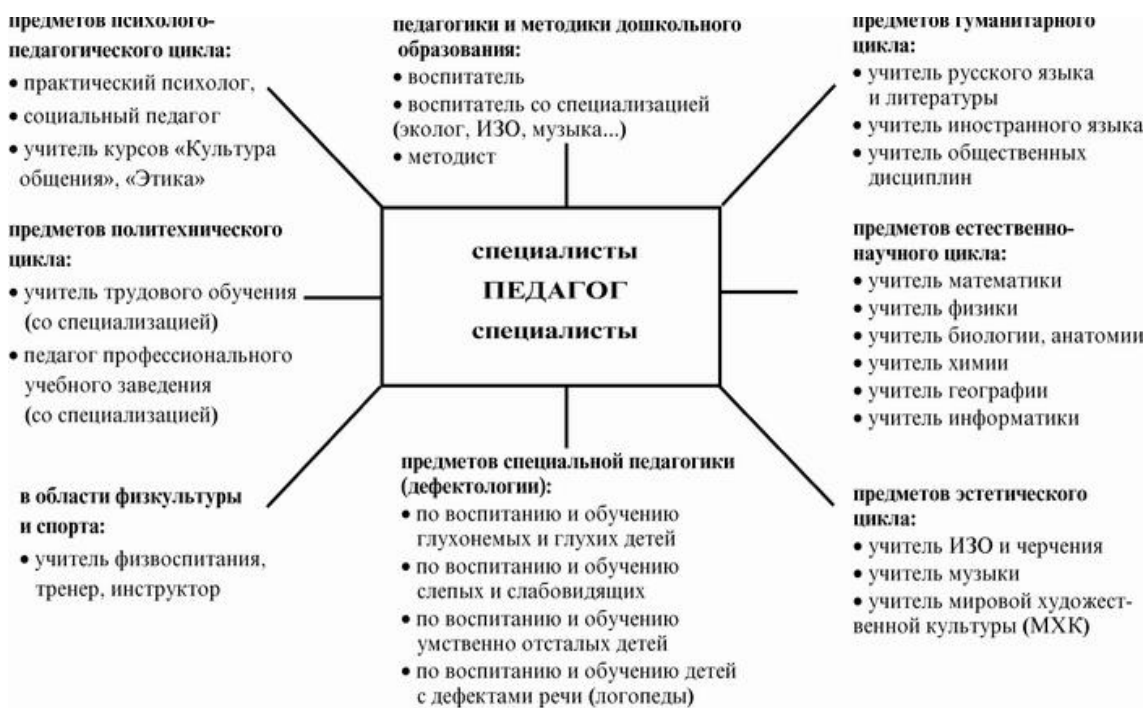 предметов психолого-
педагогического цикла:
• практический психолог,
• социальный педагог
• учитель курсов «Культура
общения», «Этика»
педагогики и методики дошкольного
образования:
• воспитатель
• воспитатель со специализацией
(эколог, ИЗО, музыка...)
• методист
предметов гуманитарного
цикла:
• учитель русского языка
и литературы
• учитель иностранного языка
• учитель общественных
дисциплин
предметов политехнического
цикла:
• учитель трудового обучения
(со специализацией)
• педагог профессионального
учебного заведения
(со специализацией)
специалисты
ПЕДАГОГ
специалисты
предметов естественно-
научного цикла:
• учитель математики
• учитель физики
• учитель биологии, анатомии
• учитель химии
• учитель географии
• учитель информатики
в области физкультуры
и спорта:
• учитель физвоспитания,
тренер, инструктор
предметов специальной педагогики
(дефектологии):
• по воспитанию и обучению
глухонемых и глухих детей
• по воспитанию и обучению
слепых и слабовидящих
• по воспитанию и обучению
умственно отсталых детей
• по воспитанию и обучению детей
с дефектами речи (логопеды)
предметов эстетического
цикла:
• учитель ИЗО и черчения
• учитель музыки
• учитель мировой художест-
венной культуры (МХК)